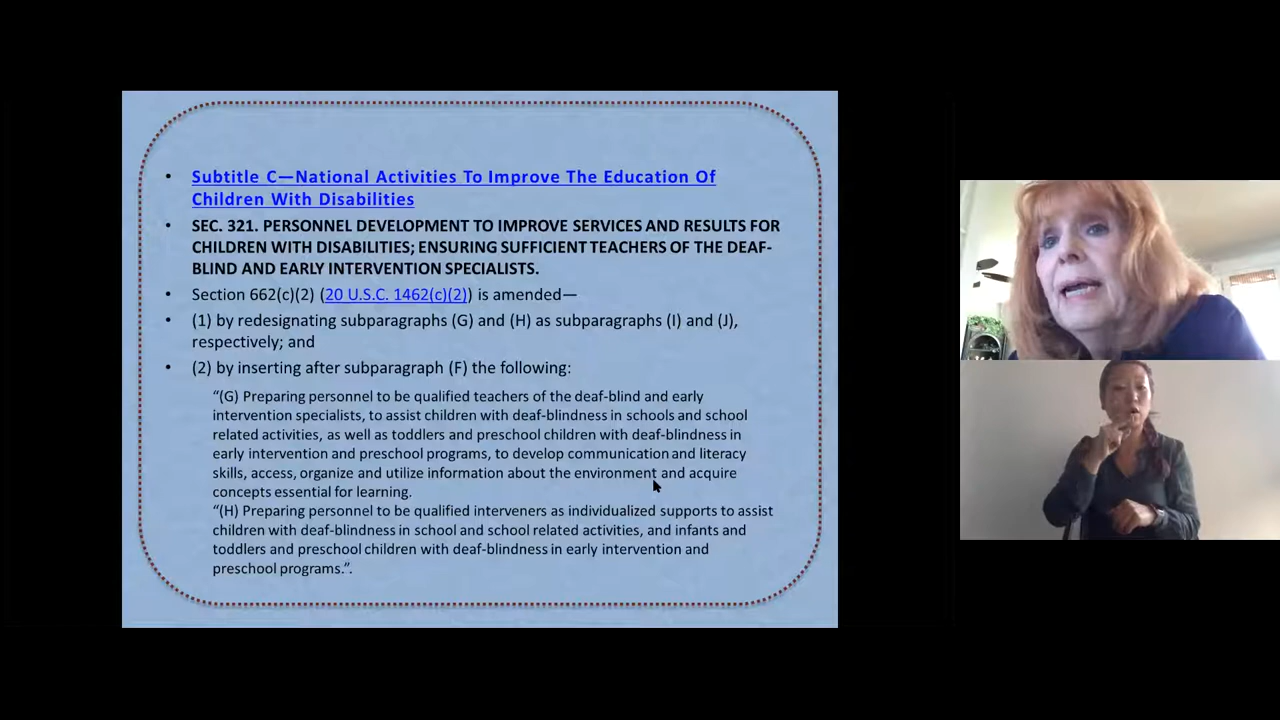 Subtitle C—National Activities To Improve The Education Of
Children With Disabilities
SEC. 321. PERSONNEL DEVELOPMENT TO IMPROVE SERVICES AND RESULTS FOR
CHILDREN WITH DISABILITIES; ENSURING SUFFICIENT TEACHERS OF THE DEAF-
BLIND AND EARLY INTERVENTION SPECIALISTS.
Section 662(c)(2) (20 U.S.C. 1462(c)(2)) is amended—
(1) by redesignating subparagraphs (G) and (H) as subparagraphs (I) and (J),
respectively; and
(2) by inserting after subparagraph (F) the following:
“(G) Preparing personnel to be qualified teachers of the deaf-blind and early
intervention specialists, to assist children with deaf-blindness in schools and school
related activities, as well as toddlers and preschool children with deaf-blindness in
early intervention and preschool programs, to develop communication and literacy
skills, access, organize and utilize information about the environment and acquire
concepts essential for learning.
“(H) Preparing personnel to be qualified interveners as individualized supports to assist
children with deaf-blindness in school and school related activities, and infants and
toddlers and preschool children with deaf-blindness in early intervention and
preschool programs.”.